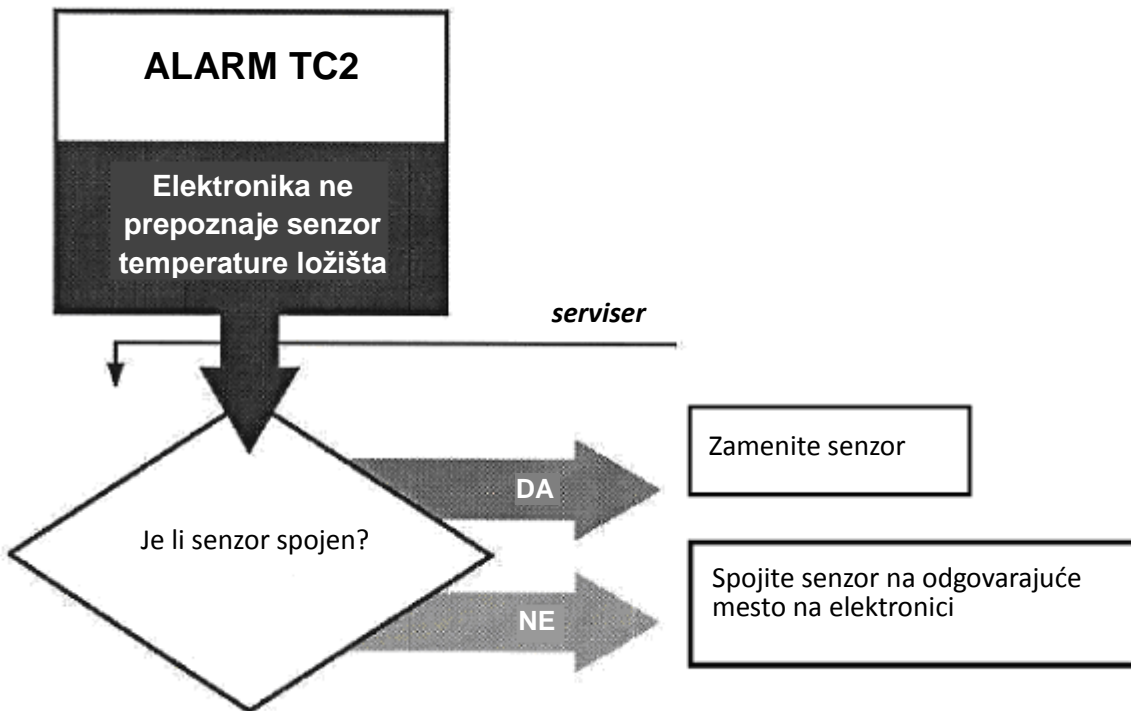 ALARM TC2
Elektronika ne
prepoznaje senzor
temperature ložišta
serviser
Je li senzor spojen?
DA
Zamenite senzor
NE
Spojite senzor na odgovarajuće
mesto na elektronici